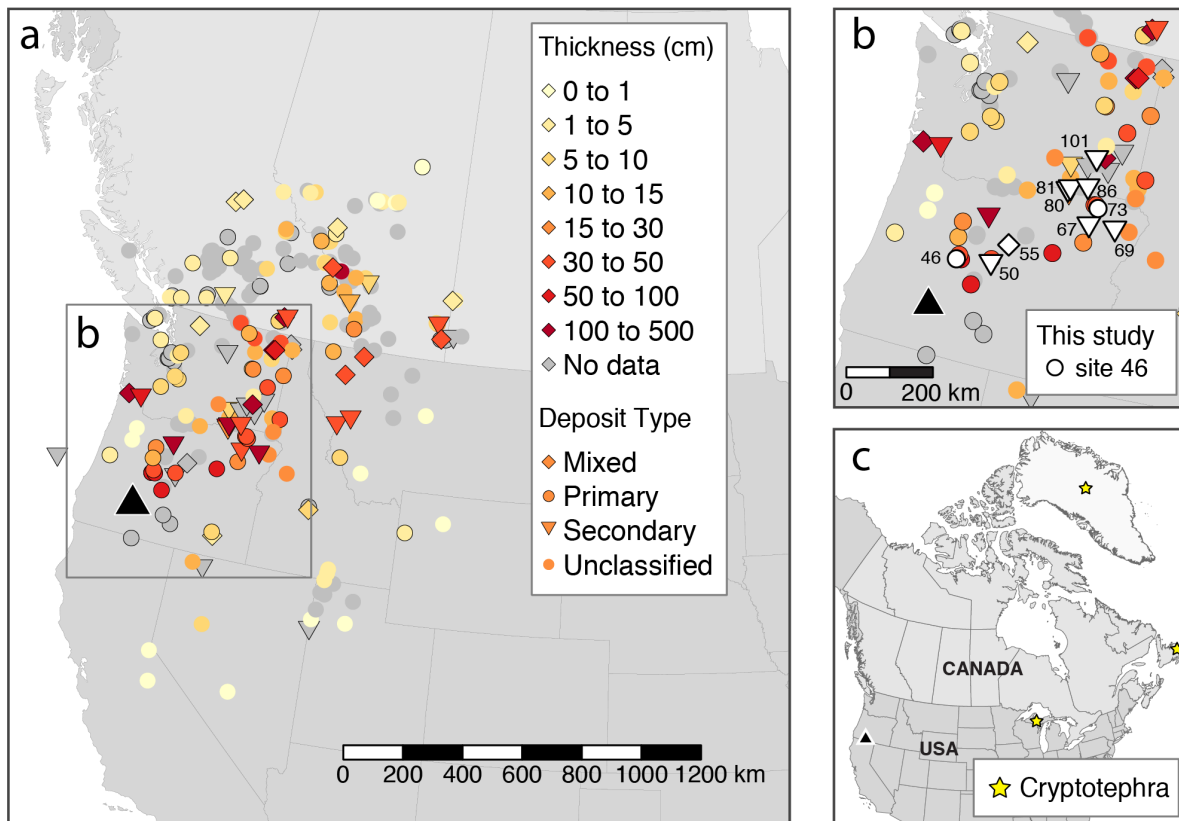 a
Thickness (cm)
0 to 1
1 to 5
5 to 10
10 to 15
15 to 30
30 to 50
50 to 100
100 to 500
No data
Deposit Type
Mixed
Primary
Secondary
Unclassified
b
0 200 400 600 800 1000 1200 km
b
101
81
86
80
73
67
69
55
46
50
This study
site 46
0 200 km
c
CANADA
USA
Cryptotephra